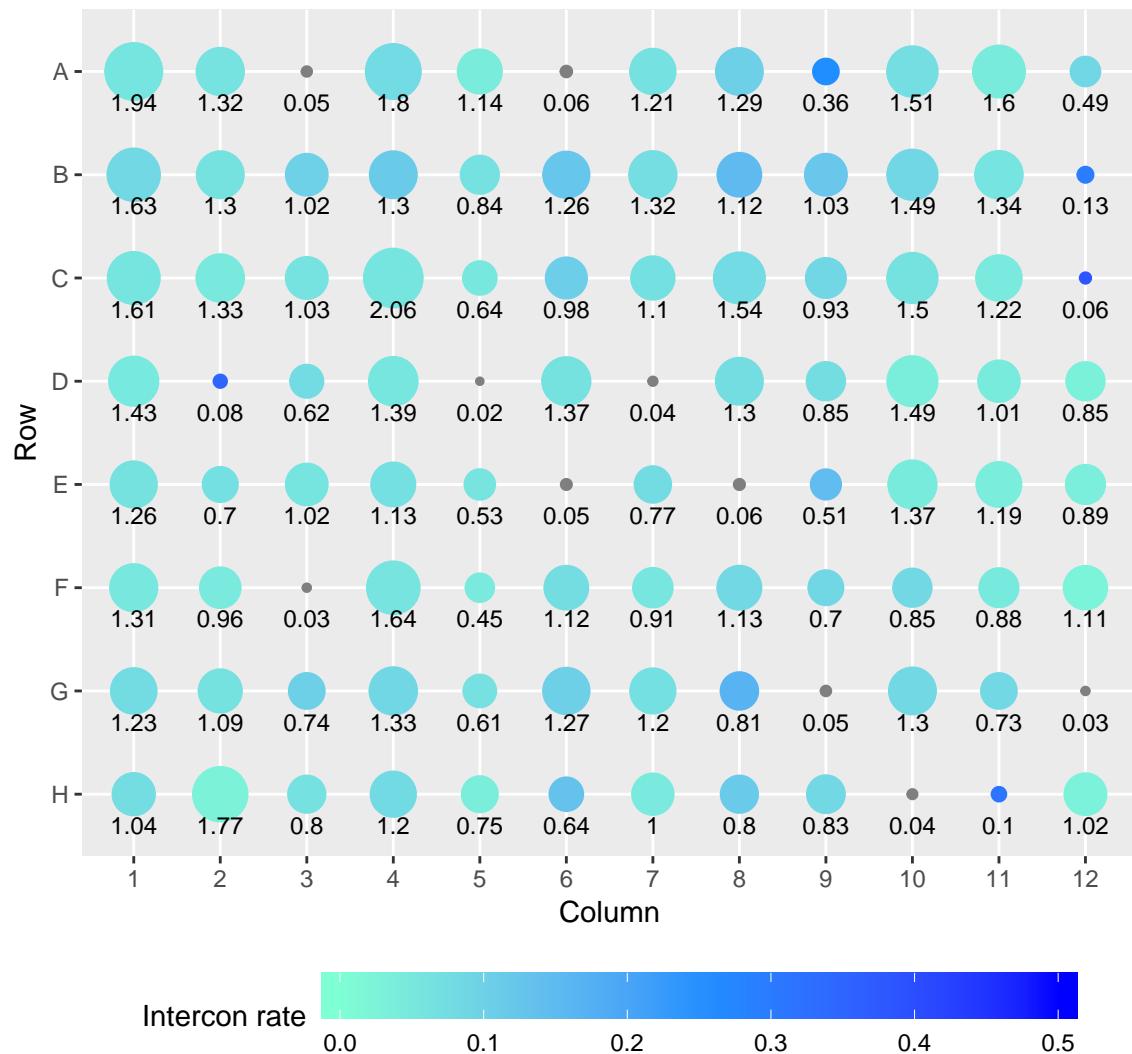 A
1.94 1.32 0.05 1.8 1.14 0.06 1.21 1.29 0.36 1.51 1.6 0.49
B
1.63 1.3 1.02 1.3 0.84 1.26 1.32 1.12 1.03 1.49 1.34 0.13
C
1.61 1.33 1.03 2.06 0.64 0.98 1.1 1.54 0.93 1.5 1.22 0.06
D
1.43 0.08 0.62 1.39 0.02 1.37 0.04 1.3 0.85 1.49 1.01 0.85
Row
E
1.26 0.7 1.02 1.13 0.53 0.05 0.77 0.06 0.51 1.37 1.19 0.89
F
1.31 0.96 0.03 1.64 0.45 1.12 0.91 1.13 0.7 0.85 0.88 1.11
G
1.23 1.09 0.74 1.33 0.61 1.27 1.2 0.81 0.05 1.3 0.73 0.03
H
1.04 1.77 0.8 1.2 0.75 0.64 1 0.8 0.83 0.04 0.1 1.02
1 2 3 4 5 6 7 8 9 10 11 12
Column
Intercon rate
0.0 0.1 0.2 0.3 0.4 0.5